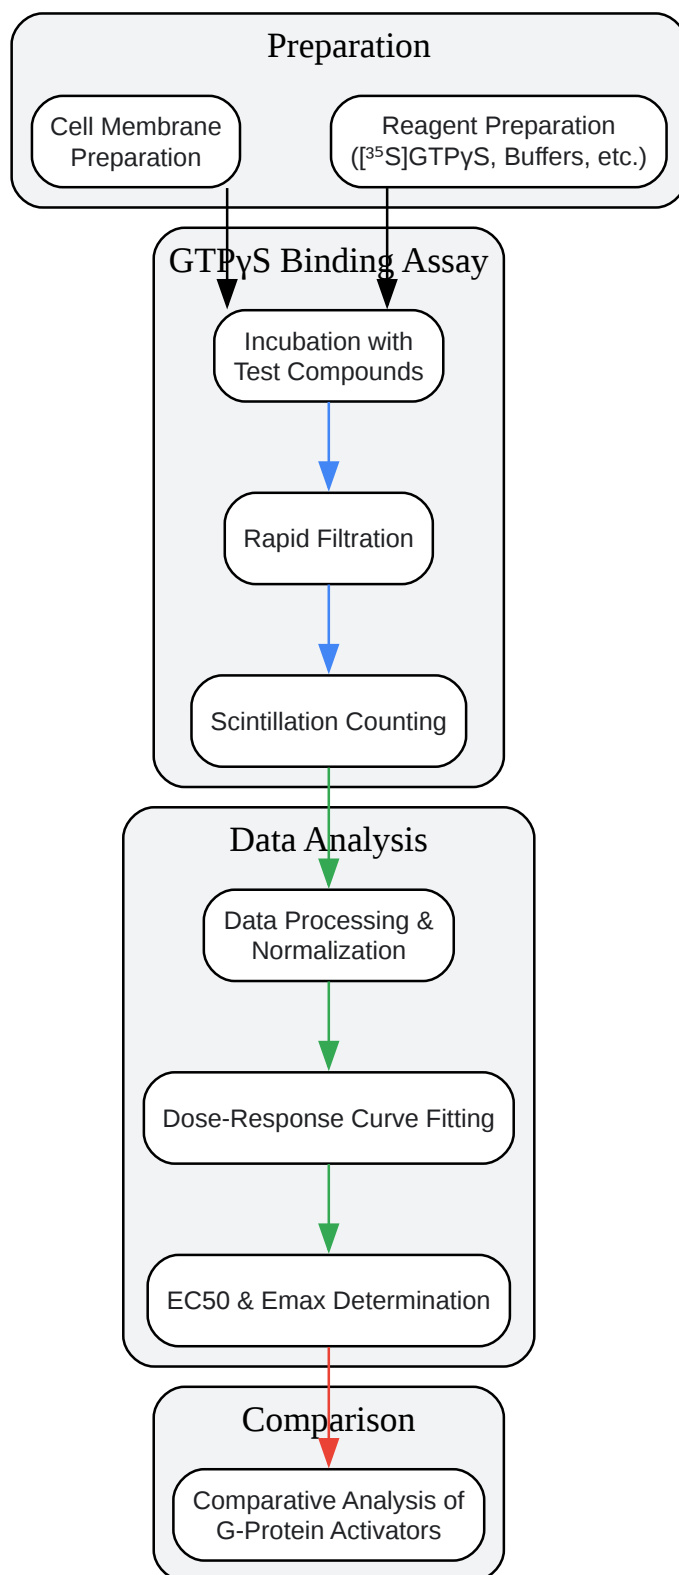 Preparation
Cell Membrane
Preparation
Reagent Preparation
([³⁵S]GTPγS, Buffers, etc.)
GTPγS Binding Assay
Incubation with
Test Compounds
Rapid Filtration
Scintillation Counting
Data Analysis
Data Processing &
Normalization
Dose-Response Curve Fitting
EC50 & Emax Determination
Comparison
Comparative Analysis of
G-Protein Activators